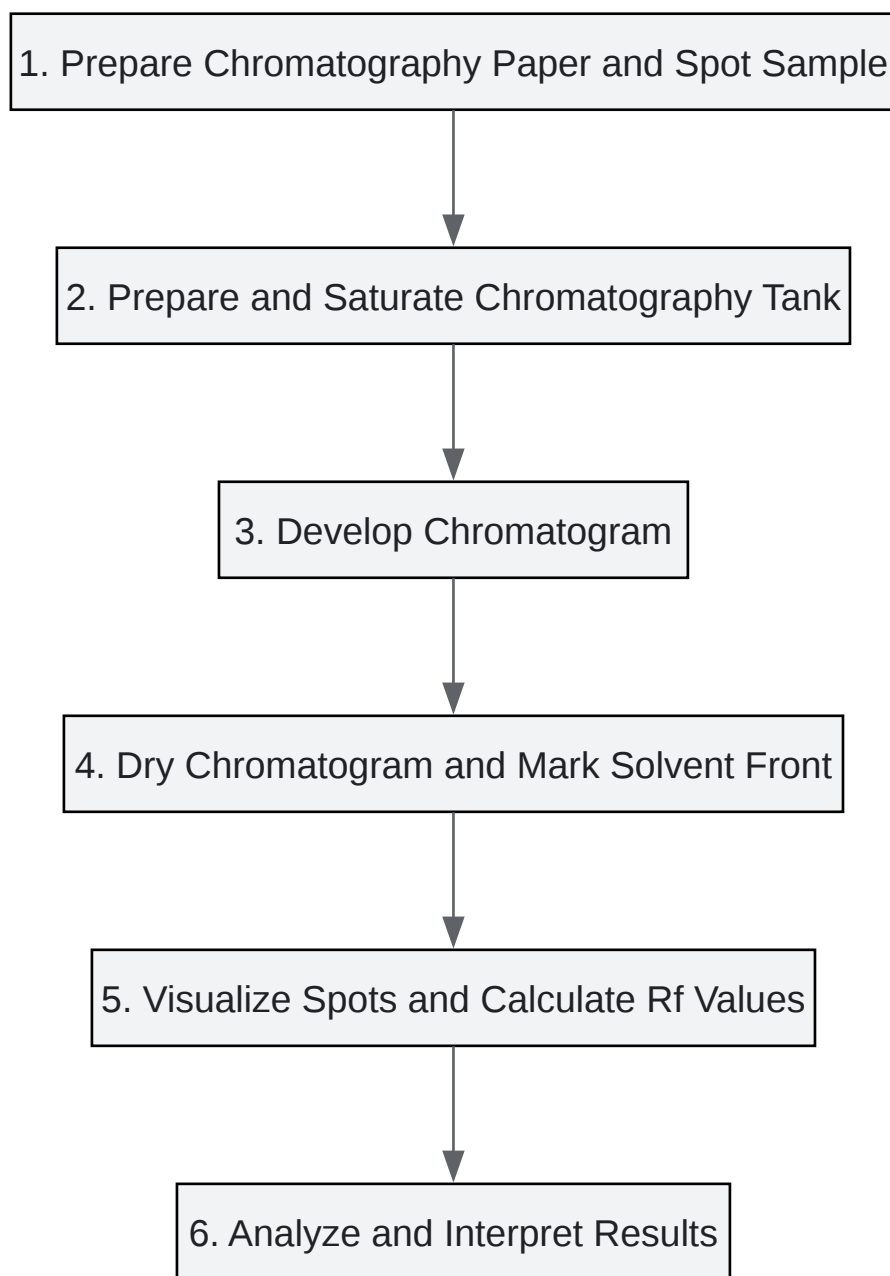 1. Prepare Chromatography Paper and Spot Sample
2. Prepare and Saturate Chromatography Tank
3. Develop Chromatogram
4. Dry Chromatogram and Mark Solvent Front
5. Visualize Spots and Calculate Rf Values
6. Analyze and Interpret Results